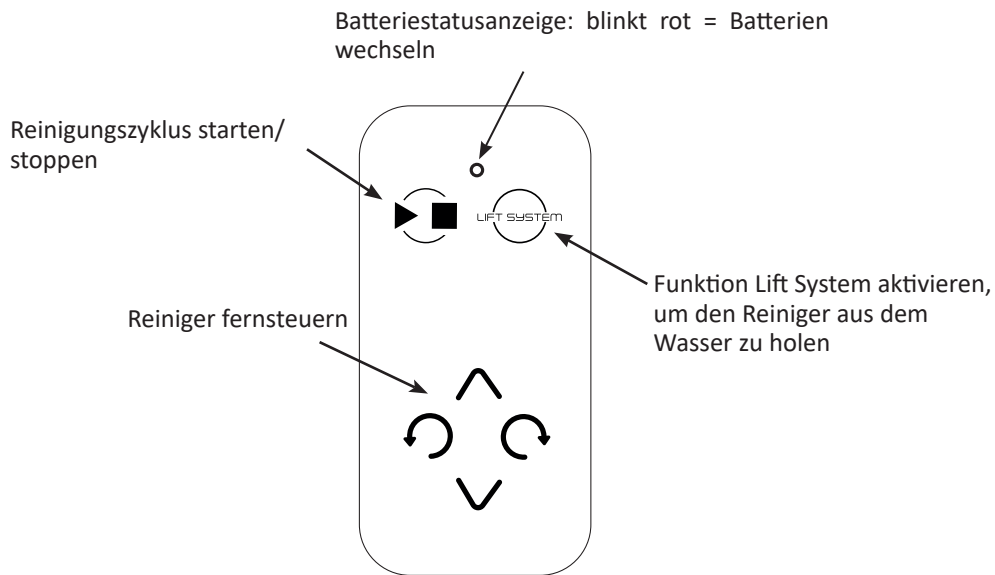 Batteriestatusanzeige: blinkt rot = Batterien
wechseln
Reinigungszyklus starten/
stoppen
LIFT SYSTEM
Funktion Lift System aktivieren,
um den Reiniger aus dem
Wasser zu holen
Reiniger fernsteuern